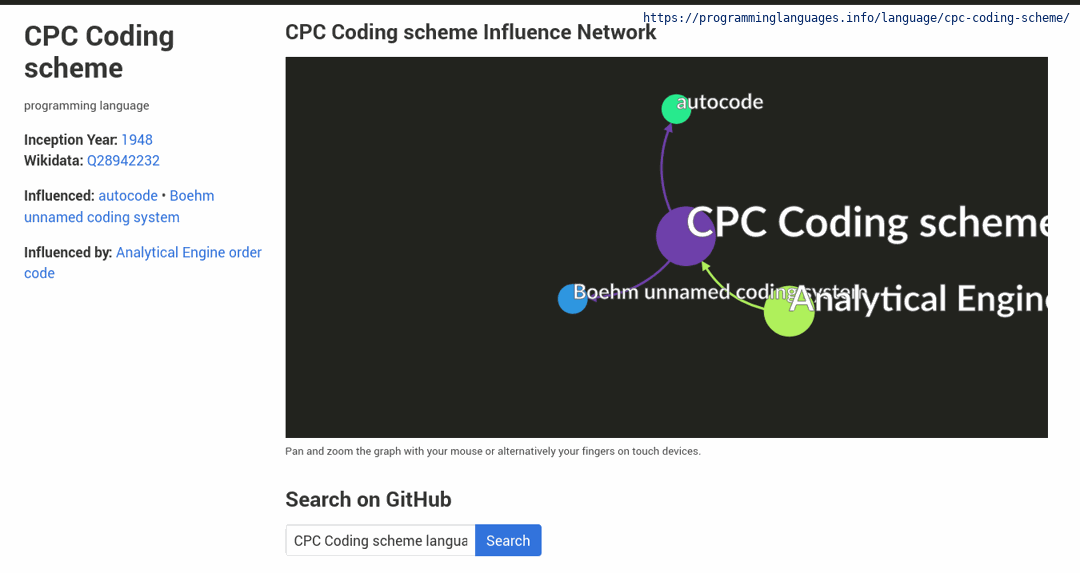 https://programminglanguages.info/language/cpc-coding-scheme/
CPC Coding
scheme
programming language
Inception Year: 1948
Wikidata: Q28942232
Influenced: autocode • Boehm
unnamed coding system
Influenced by: Analytical Engine order
code
CPC Coding scheme Influence Network
autocode
CPC Coding scheme
Boehm unnamed coding system
Analytical Engine
Pan and zoom the graph with your mouse or alternatively your fingers on touch devices.
Search on GitHub
CPC Coding scheme langua
Search